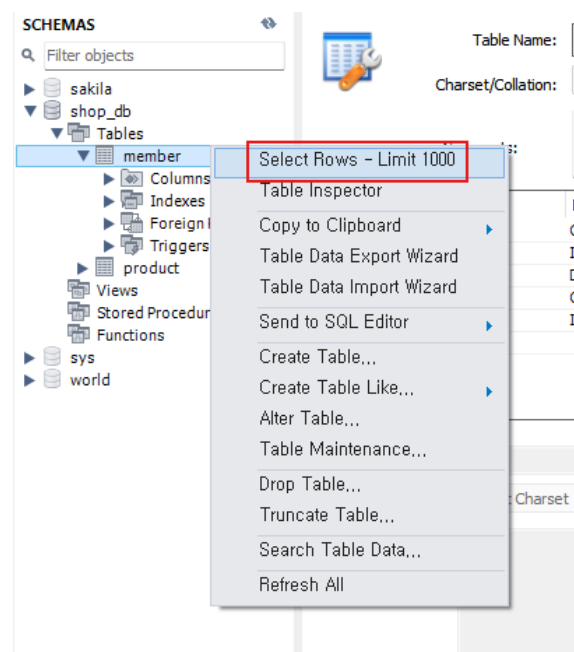 SCHEMAS
Filter objects
sakila
shop_db
Tables
member
Columns
Indexes
Foreign
Triggers
product
Views
Stored Procedur
Functions
sys
world
Table Name:
Charset/Collation:
s:
Select Rows - Limit 1000
Table Inspector
Copy to Clipboard
Table Data Export Wizard
Table Data Import Wizard
Send to SQL Editor
Create Table...
Create Table Like...
Alter Table...
Table Maintenance...
Drop Table...
Truncate Table...
Search Table Data...
Refresh All
Charset